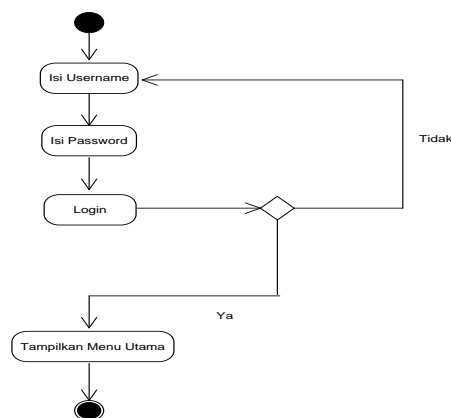 Isi Username
Isi Password
Tidak
Login
Ya
Tampilkan Menu Utama